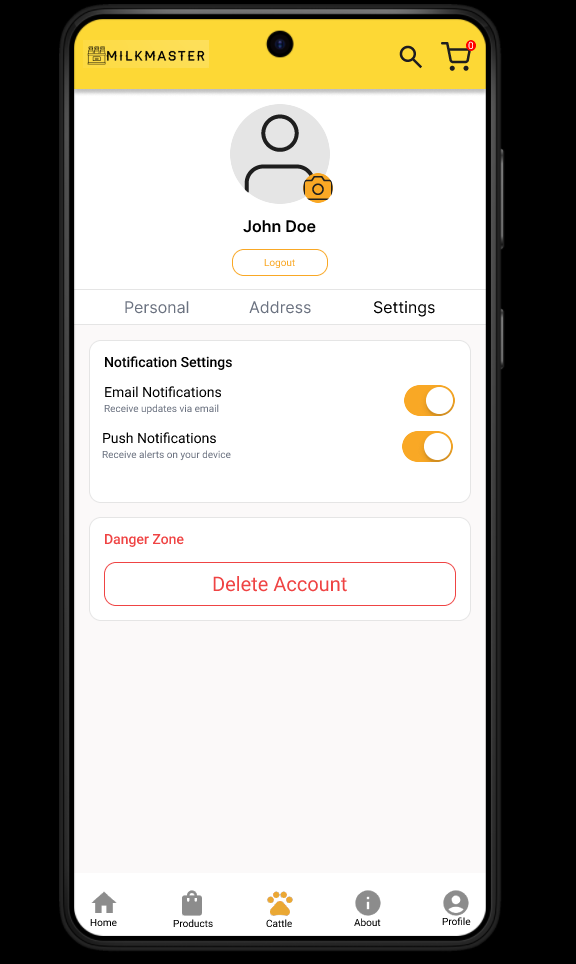 MILKMASTER
0
John Doe
Logout
Personal Address Settings
Notification Settings
Email Notifications
Receive updates via email
Push Notifications
Receive alerts on your device
Danger Zone
Delete Account
Home Products Cattle About Profile